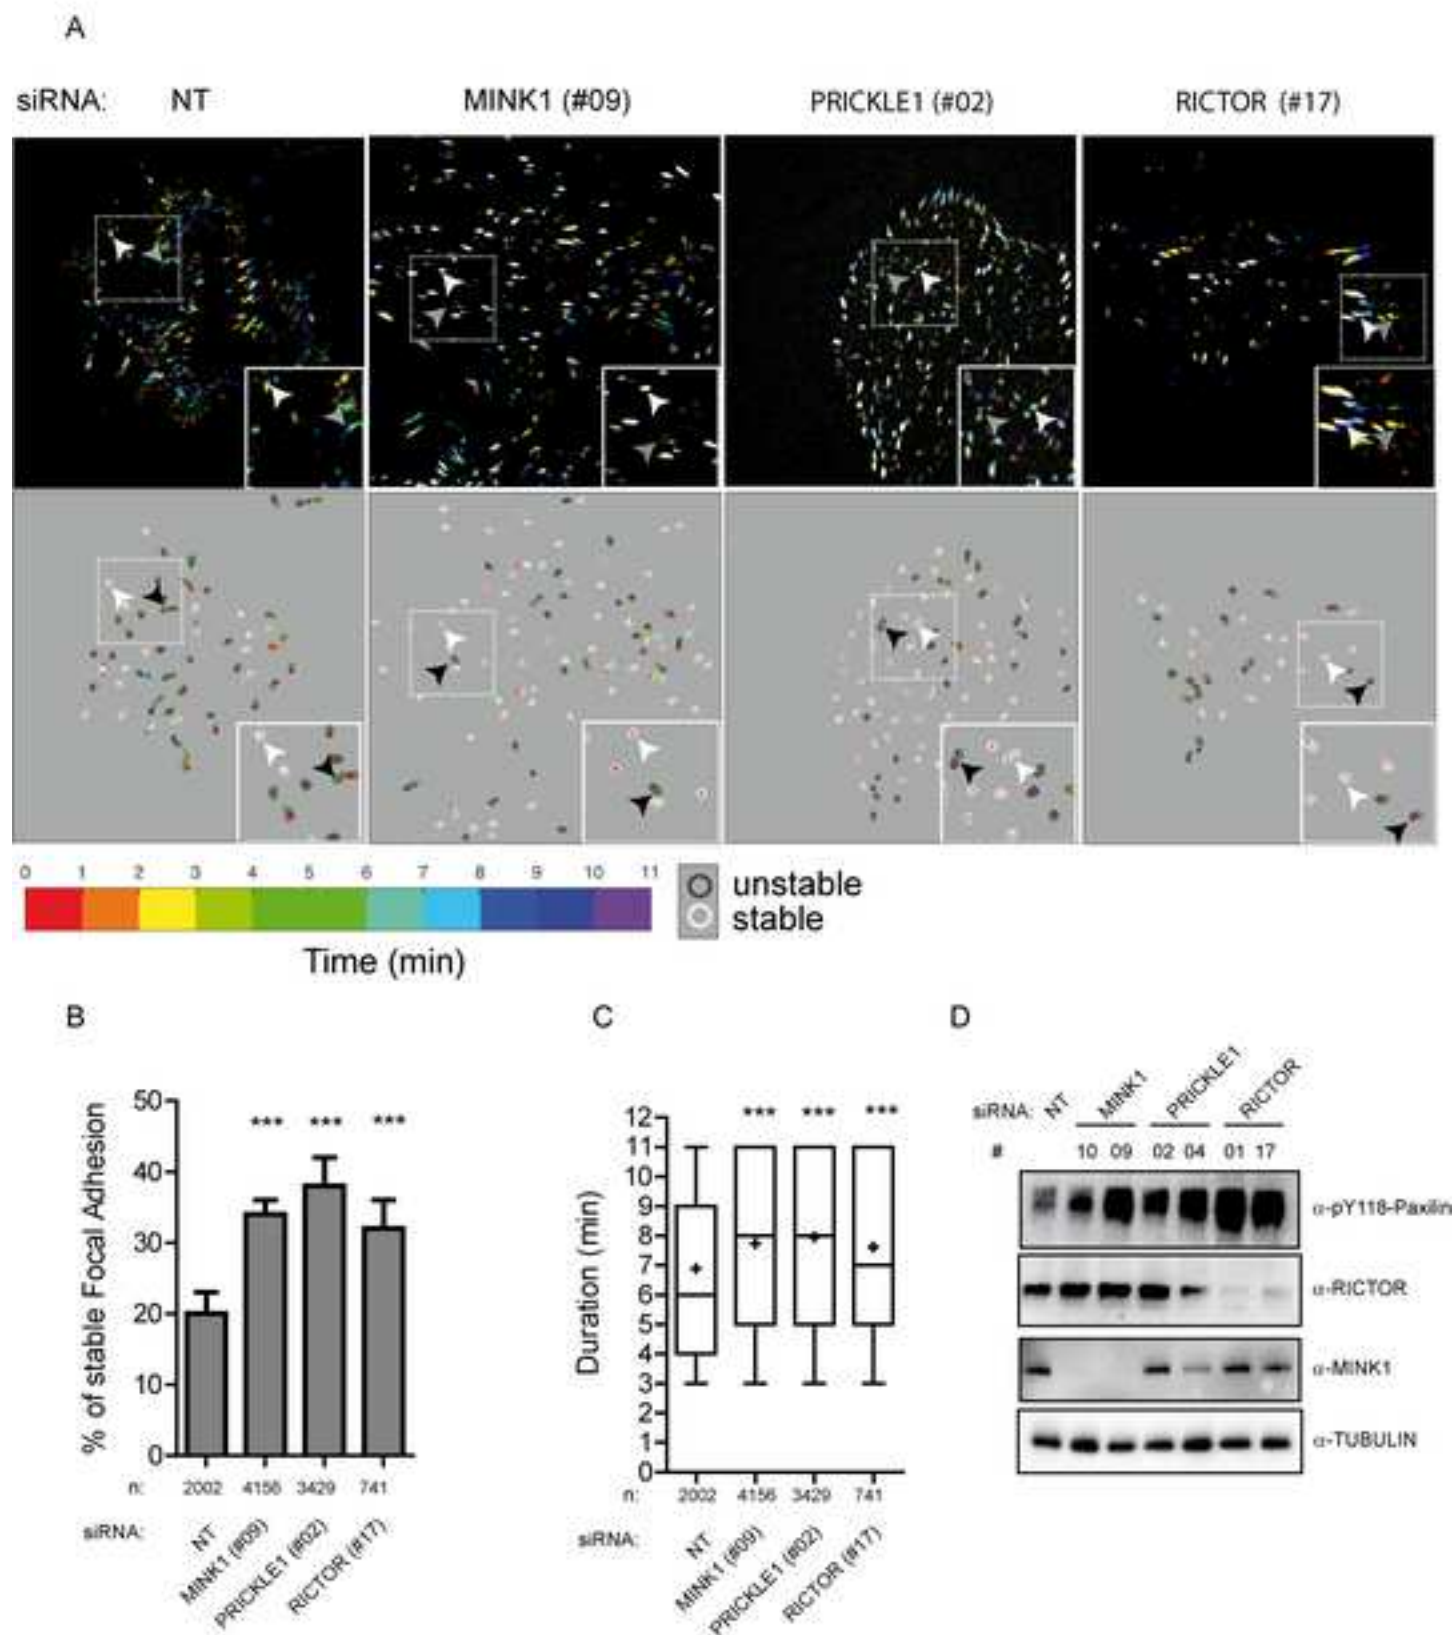 A
siRNA: NT MINK1 (#09) PRICKLE1 (#02) RICTOR (#17)
0 1 2 3 4 5 6 7 8 9 10 11
Time (min)
unstable
stable
B
% of stable Focal Adhesion
50
40
30
20
10
0
*** *** ***
n: 2002 4156 3429 741
siRNA: NT MINK1 (#09) PRICKLE1 (#02) RICTOR (#17)
C
Duration (min)
12
11
10
9
8
7
6
5
4
3
2
1
0
*** *** ***
n: 2002 4156 3429 741
siRNA: NT MINK1 (#09) PRICKLE1 (#02) RICTOR (#17)
D
siRNA: NT MINK1 PRICKLE1 RICTOR
# 10 09 02 04 01 17
α-pY118-Paxilin
α-RICTOR
α-MINK1
α-TUBULIN